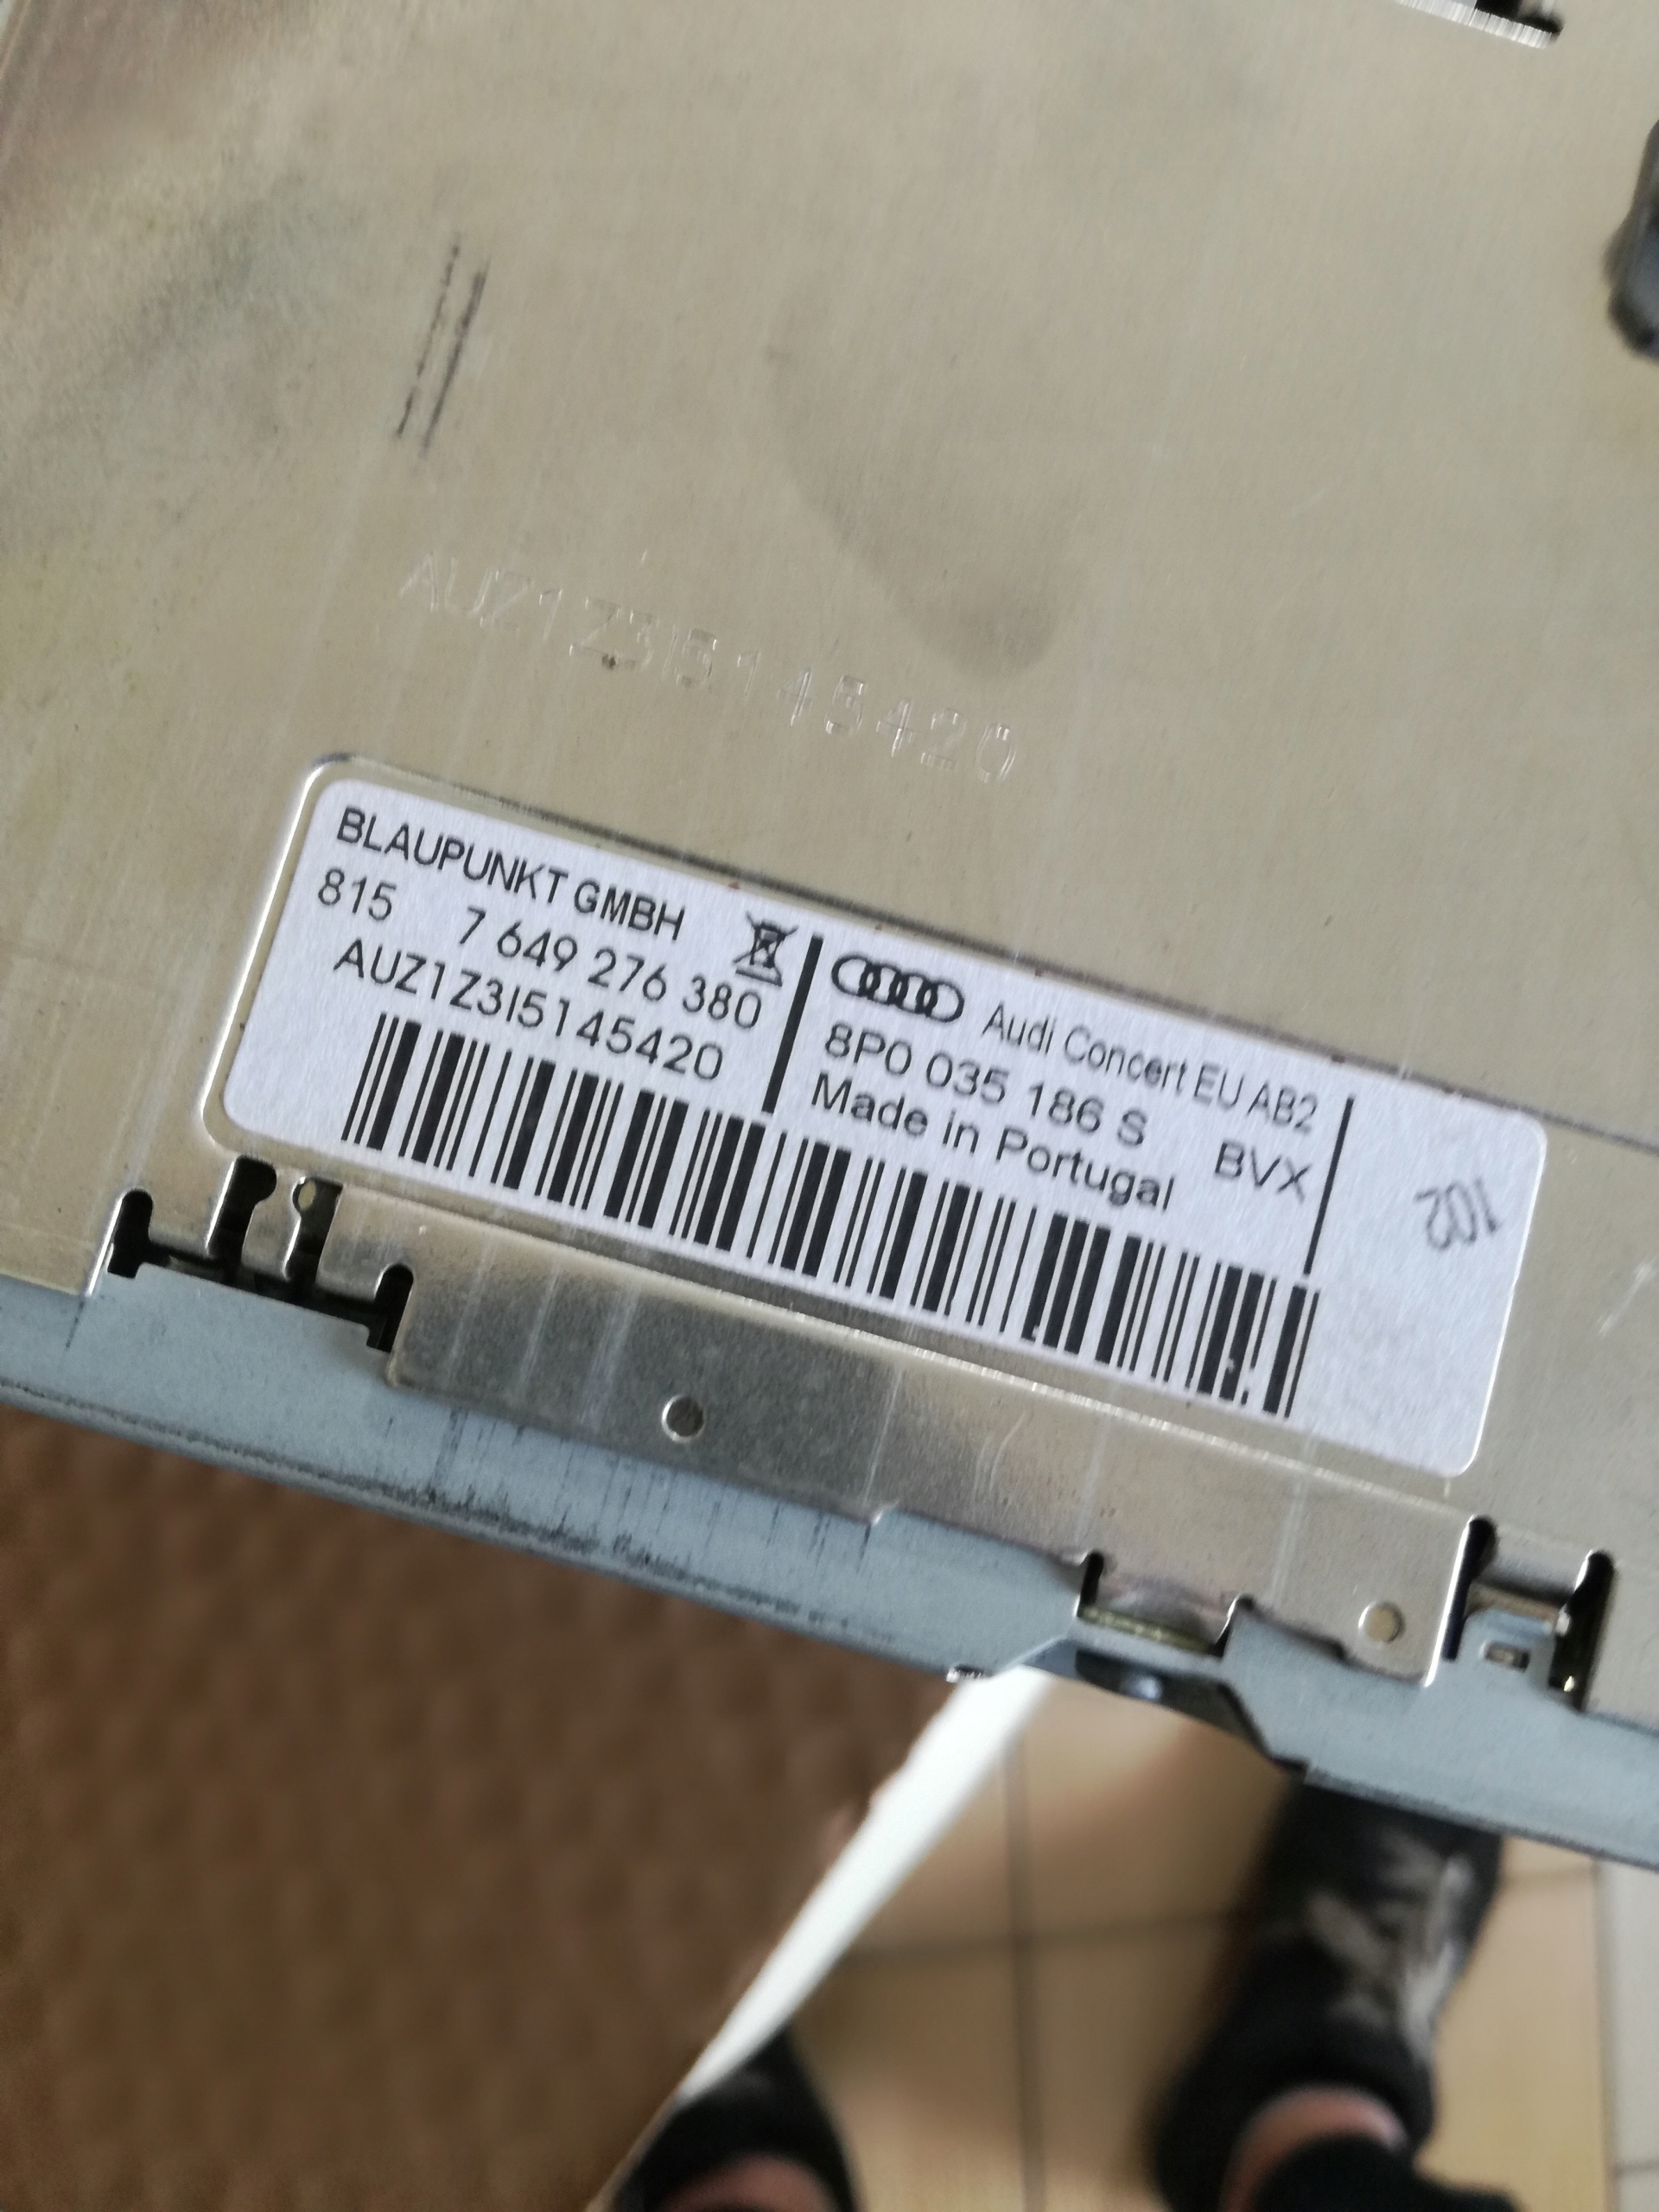 AUZ1Z3I5145420
BLAUPUNKT GMBH
815 7 649 276 380
AUZ1Z3I5145420
Audi Concert EU AB2
8P0 035 186 S BVX
Made in Portugal
102